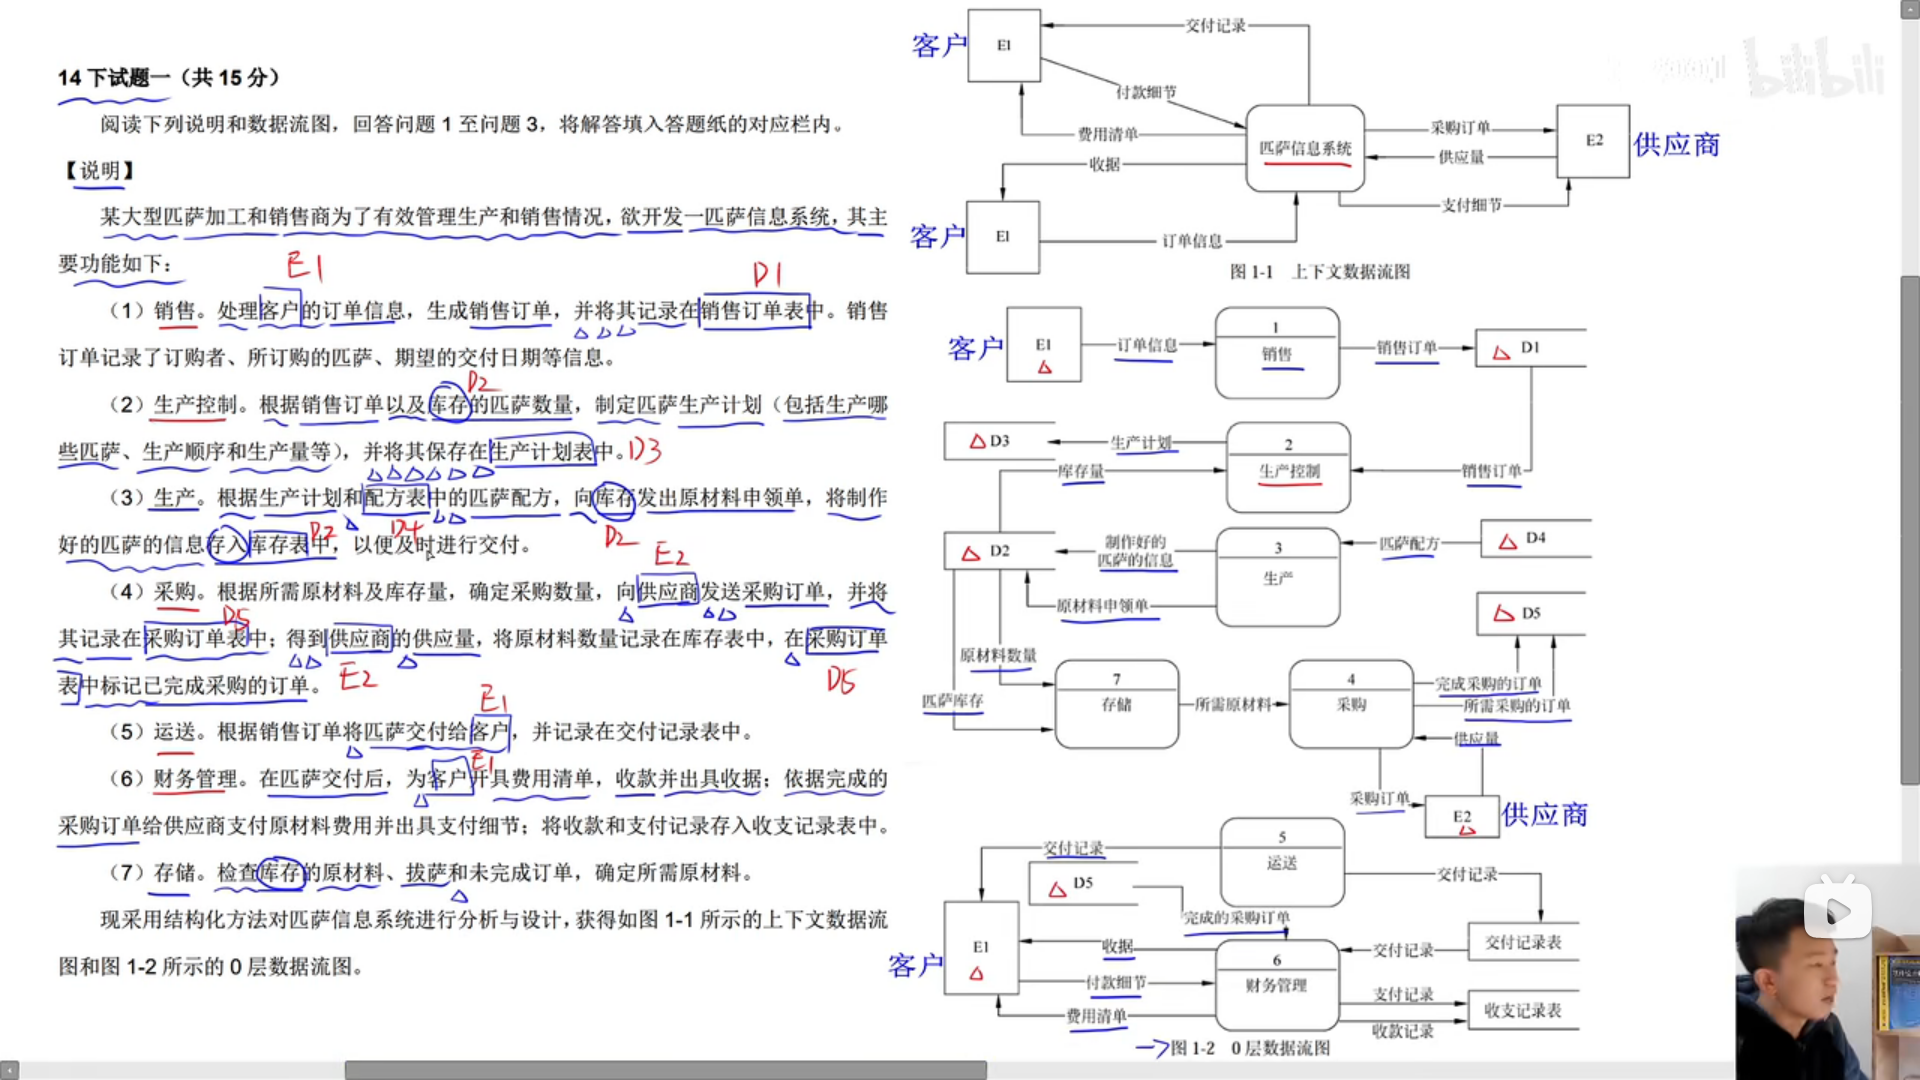 14 下试题一（共 15 分）
阅读下列说明和数据流图，回答问题 1 至问题 3，将解答填入答题纸的对应栏内。
【说明】
某大型匹萨加工和销售商为了有效管理生产和销售情况，欲开发一匹萨信息系统，其主
要功能如下：
E1
D1
（1）销售。处理客户的订单信息，生成销售订单，并将其记录在销售订单表中。销售
订单记录了订购者、所订购的匹萨、期望的交付日期等信息。
D2
（2）生产控制。根据销售订单以及库存的匹萨数量，制定匹萨生产计划（包括生产哪
些匹萨、生产顺序和生产量等），并将其保存在生产计划表中。D3
（3）生产。根据生产计划和配方表中的匹萨配方，向库存发出原材料申领单，将制作
D2 D4 D2
好的匹萨的信息存入库存表中，以便及时进行交付。
E2
（4）采购。根据所需原材料及库存量，确定采购数量，向供应商发送采购订单，并将
D5
其记录在采购订单表中；得到供应商的供应量，将原材料数量记录在库存表中，在采购订单
表中标记已完成采购的订单。 E2 D5
E1
（5）运送。根据销售订单将匹萨交付给客户，并记录在交付记录表中。
E1
（6）财务管理。在匹萨交付后，为客户开具费用清单，收款并出具收据；依据完成的
采购订单给供应商支付原材料费用并出具支付细节；将收款和支付记录存入收支记录表中。
（7）存储。检查库存的原材料、拔萨和未完成订单，确定所需原材料。
现采用结构化方法对匹萨信息系统进行分析与设计，获得如图 1-1 所示的上下文数据流
图和图 1-2 所示的 0 层数据流图。
客户 E1
交付记录
付款细节
费用清单
收据
匹萨信息系统
采购订单
供应量
支付细节
E2 供应商
客户 E1
订单信息
图 1-1 上下文数据流图
客户 E1
订单信息
1
销售
销售订单
D1
D3
生产计划
2
生产控制
库存量
销售订单
D2
制作好的
匹萨的信息
3
生产
匹萨配方
D4
原材料申领单
D5
原材料数量
匹萨库存
7
存储
所需原材料
4
采购
完成采购的订单
所需采购的订单
供应量
采购订单
E2 供应商
交付记录
5
运送
交付记录
D5
完成的采购订单
客户 E1
收据
付款细节
费用清单
6
财务管理
交付记录
交付记录表
支付记录
收款记录
收支记录表
图 1-2 0 层数据流图
bilibili